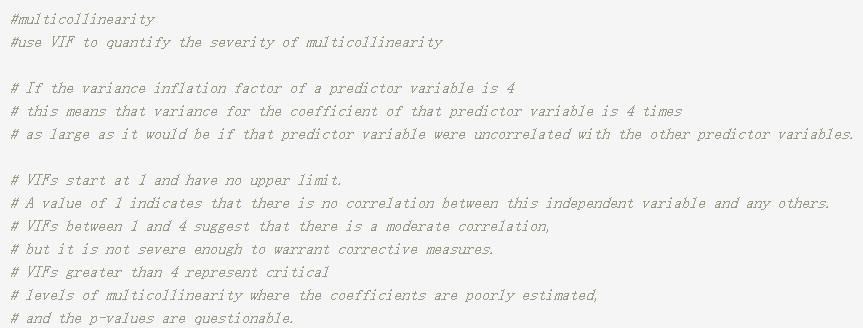 #multicollinearity
#use VIF to quantify the severity of multicollinearity
# If the variance inflation factor of a predictor variable is 4
# this means that variance for the coefficient of that predictor variable is 4 times
# as large as it would be if that predictor variable were uncorrelated with the other predictor variables.
# VIFs start at 1 and have no upper limit.
# A value of 1 indicates that there is no correlation between this independent variable and any others.
# VIFs between 1 and 4 suggest that there is a moderate correlation,
# but it is not severe enough to warrant corrective measures.
# VIFs greater than 4 represent critical
# levels of multicollinearity where the coefficients are poorly estimated,
# and the p-values are questionable.